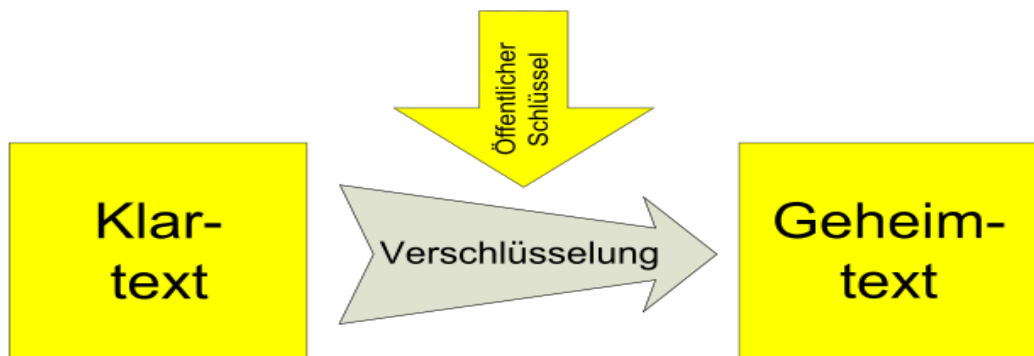 Öffentlicher
Schlüssel
Klar-
text
Verschlüsselung
Geheim-
text